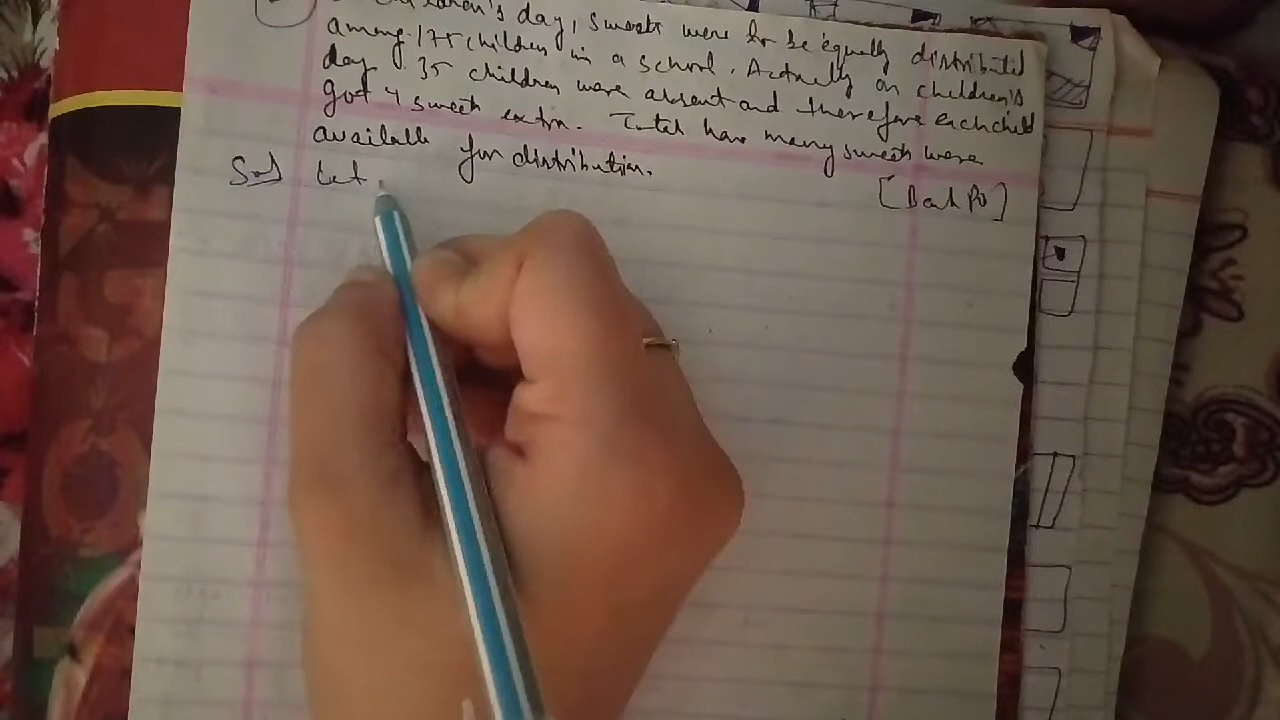 children's day, sweets were to be equally distributed
among 175 children in a school. Actually on children's
day 35 children were absent and therefore each child
got 4 sweets extra. Total how many sweets were
available for distribution.
[Bank PO]
Sol Let